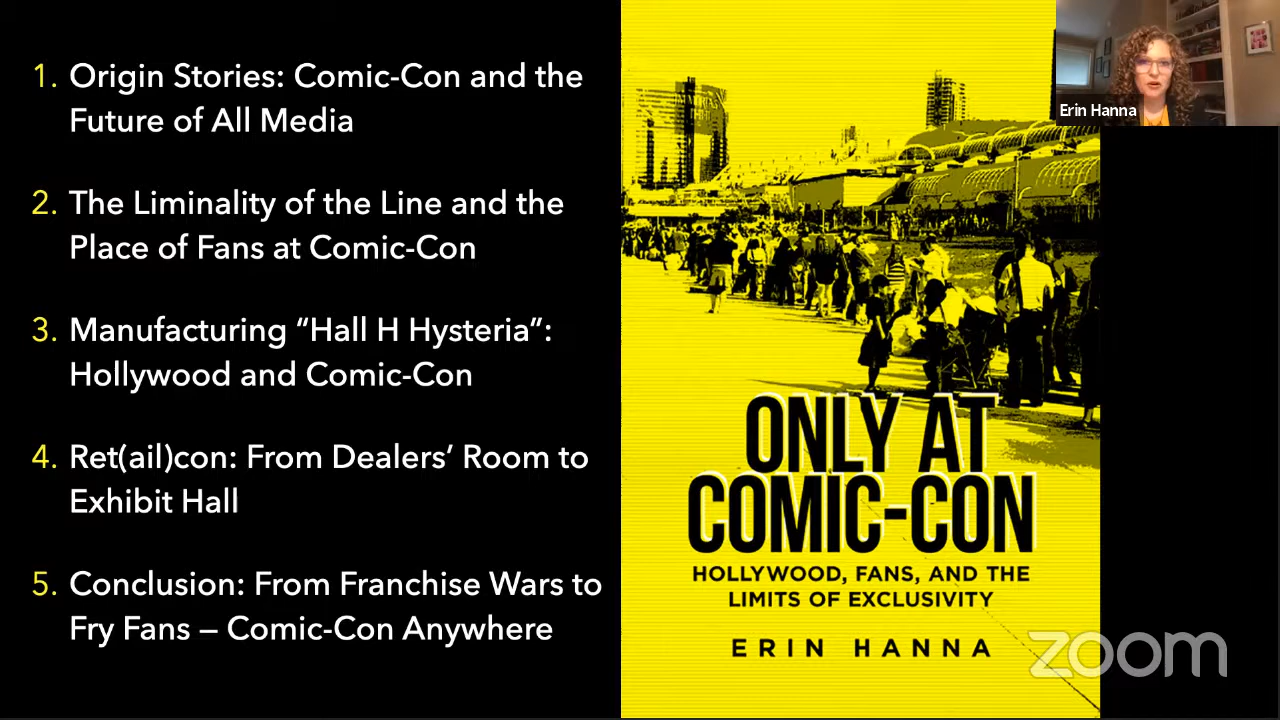 1. Origin Stories: Comic-Con and the
Future of All Media
2. The Liminality of the Line and the
Place of Fans at Comic-Con
3. Manufacturing “Hall H Hysteria”:
Hollywood and Comic-Con
4. Ret(ail)con: From Dealers’ Room to
Exhibit Hall
5. Conclusion: From Franchise Wars to
Fry Fans – Comic-Con Anywhere
ONLY AT
COMIC-CON
HOLLYWOOD, FANS, AND THE
LIMITS OF EXCLUSIVITY
ERIN HANNA
Erin Hanna
zoom